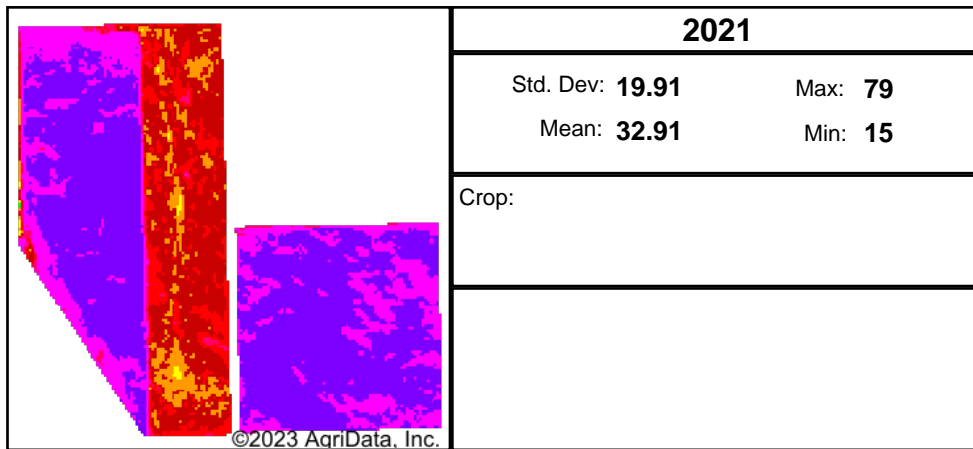 2021
Std. Dev: 19.91 Max: 79
Mean: 32.91 Min: 15
Crop:
©2023 AgriData, Inc.